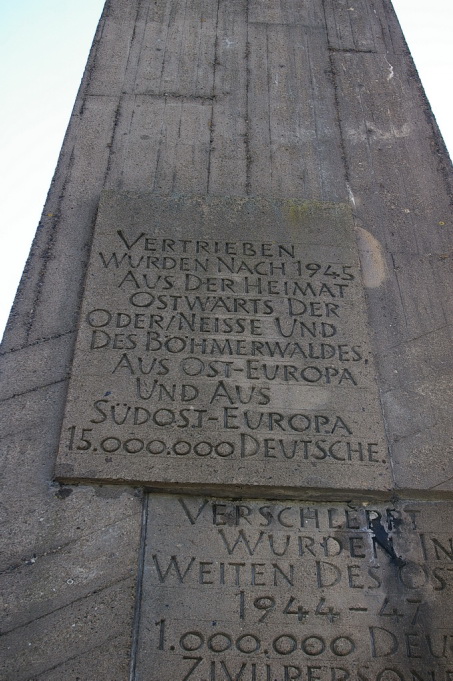 VERTRIEBEN
WURDEN NACH 1945
AUS DER HEIMAT
OSTWÄRTS DER
ODER/NEISSE UND
DES BÖHMERWALDES,
AUS OST-EUROPA
UND AUS
SÜDOST-EUROPA
15.000.000 DEUTSCHE.
VERSCHLEPPT
WURDEN IN
WEITEN DES
1944-47
1.000.000
ZIVILPERSONE